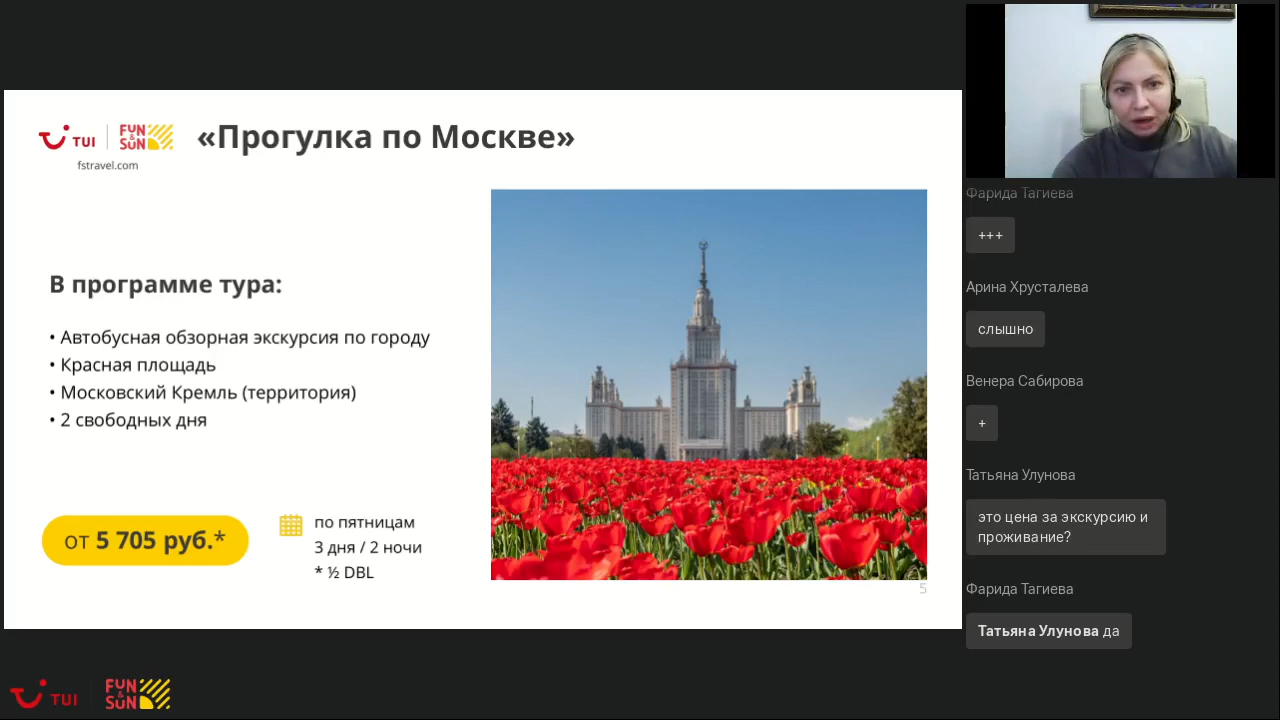 TUI
FUN
&
SUN
fstravel.com
«Прогулка по Москве»
В программе тура:
• Автобусная обзорная экскурсия по городу
• Красная площадь
• Московский Кремль (территория)
• 2 свободных дня
от 5 705 руб.*
по пятницам
3 дня / 2 ночи
* ½ DBL
5
Фарида Тагиева
+++
Арина Хрусталева
слышно
Венера Сабирова
+
Татьяна Улунова
зто цена за экскурсию и
проживание?
Фарида Тагиева
Татьяна Улунова да
TUI
FUN
&
SUN